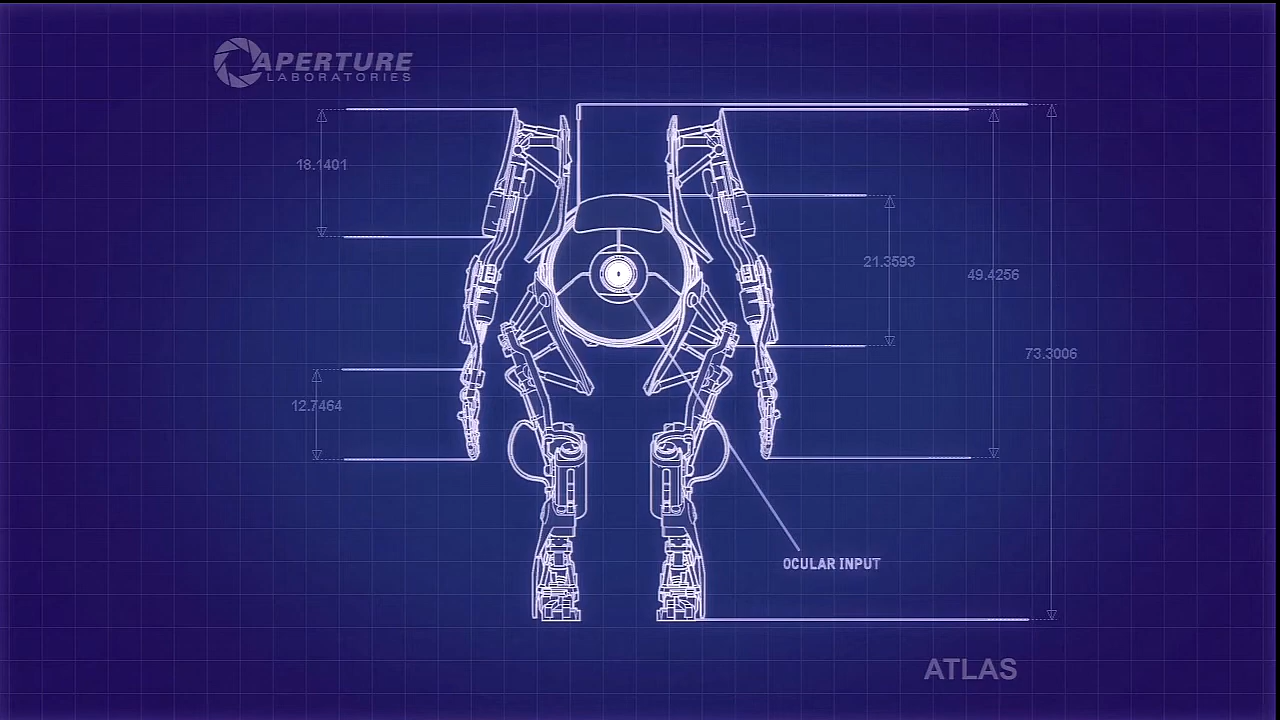 APERTURE
LABORATORIES
18.1401
21.3593
49.4256
73.3006
12.7464
OCULAR INPUT
ATLAS